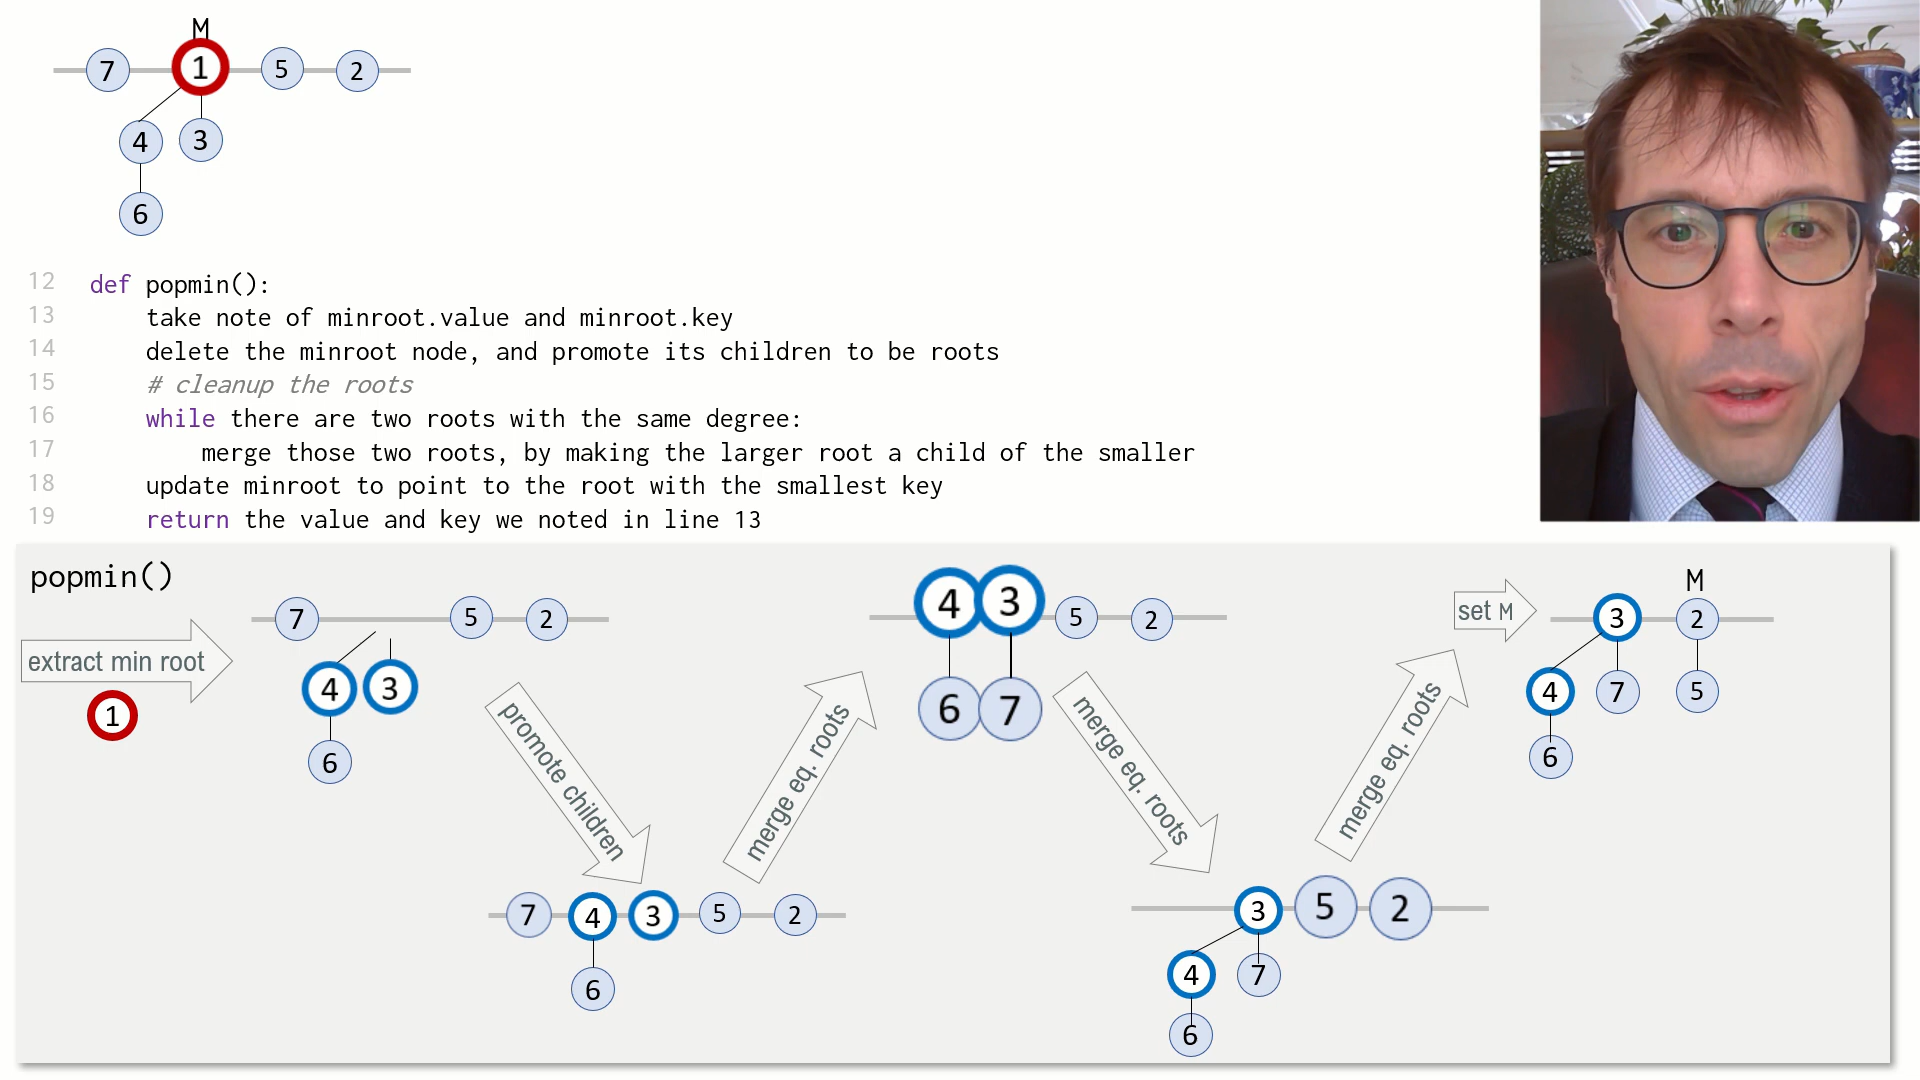 M
7 1 5 2
4 3
6
12 def popmin():
13 take note of minroot.value and minroot.key
14 delete the minroot node, and promote its children to be roots
15 # cleanup the roots
16 while there are two roots with the same degree:
17 merge those two roots, by making the larger root a child of the smaller
18 update minroot to point to the root with the smallest key
19 return the value and key we noted in line 13
popmin()
extract min root
1
7 5 2
4 3
6
promote children
7 4 3 5 2
6
merge eq. roots
4 3 5 2
6 7
merge eq. roots
3 5 2
4 7
6
merge eq. roots
set M
M
3 2
4 7 5
6